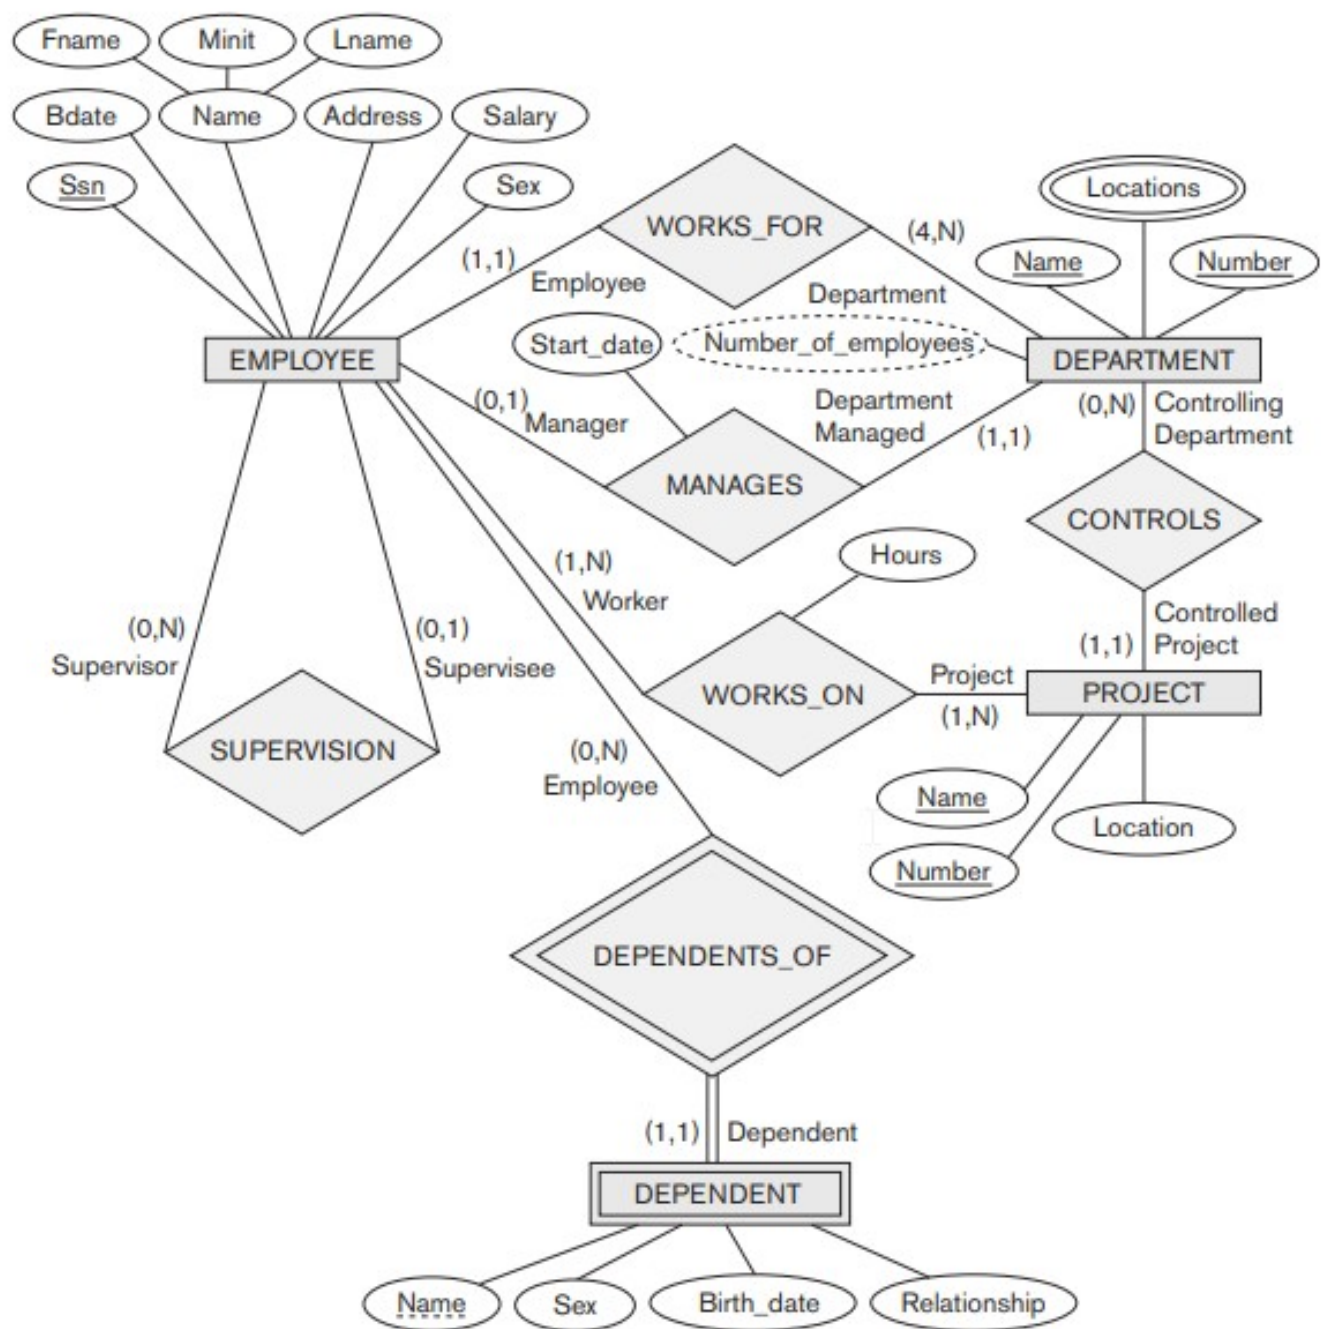 Fname
Minit
Lname
Bdate
Name
Address
Salary
Ssn
Sex
WORKS_FOR
Locations
Name
Number
(1,1)
Employee
(4,N)
Department
Start_date
Number_of_employees
EMPLOYEE
DEPARTMENT
(0,1)
Manager
Department
Managed
(1,1)
(0,N)
Controlling
Department
MANAGES
CONTROLS
Hours
(1,N)
Worker
(0,N)
Supervisor
(0,1)
Supervisee
Controlled
Project
(1,1)
Project
(1,N)
WORKS_ON
PROJECT
SUPERVISION
(0,N)
Employee
Name
Location
Number
DEPENDENTS_OF
(1,1)
Dependent
DEPENDENT
Name
Sex
Birth_date
Relationship